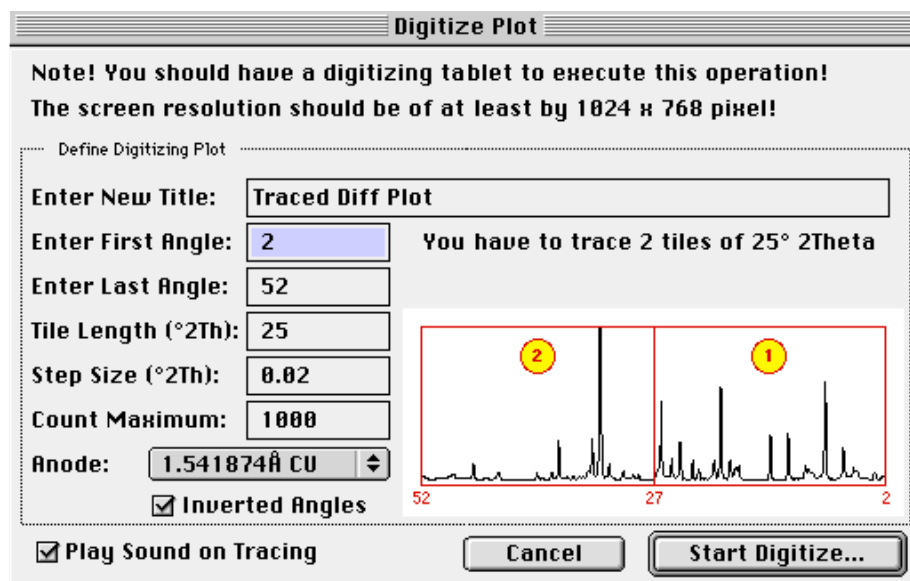 Digitize Plot
Note! You should have a digitizing tablet to execute this operation!
The screen resolution should be of at least by 1024 x 768 pixel!
Define Digitizing Plot
Enter New Title: Traced Diff Plot
Enter First Angle: 2 You have to trace 2 tiles of 25° 2Theta
Enter Last Angle: 52
Tile Length (°2Th): 25
Step Size (°2Th): 0.02
Count Maximum: 1000
Anode: 1.541874Å CU
Inverted Angles
2 1
52 27 2
Play Sound on Tracing Cancel Start Digitize...